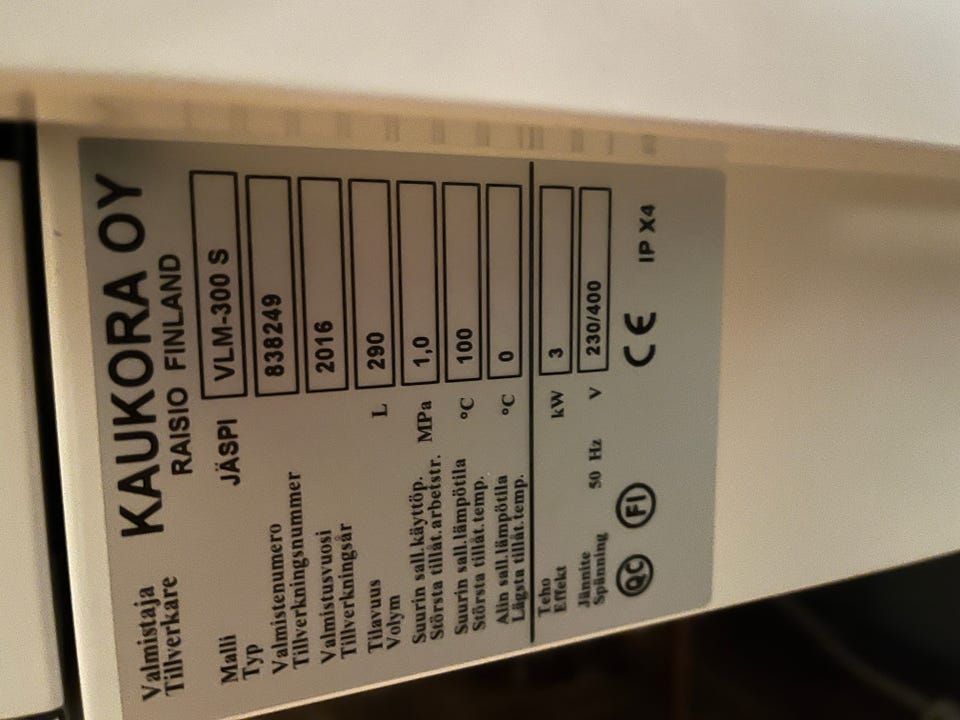 Valmistaja
Tillverkare
KAUKORA OY
RAISIO FINLAND
Malli
Typ
JÄSPI
VLM-300 S
Valmistenumero
Tillverkningsnummer
838249
Valmistusvuosi
Tillverkningsår
2016
Tilavuus
Volym
L
290
Suurin sall.käyttöp.
Största tillåt.arbetstr.
MPa
1,0
Suurin sall.lämpötila
Största tillåt.temp.
°C
100
Alin sall.lämpötila
Lägsta tillåt.temp.
°C
0
Teho
Effekt
kW
3
Jännite
Spänning
50 Hz
V
230/400
QC
FI
CE
IP X4